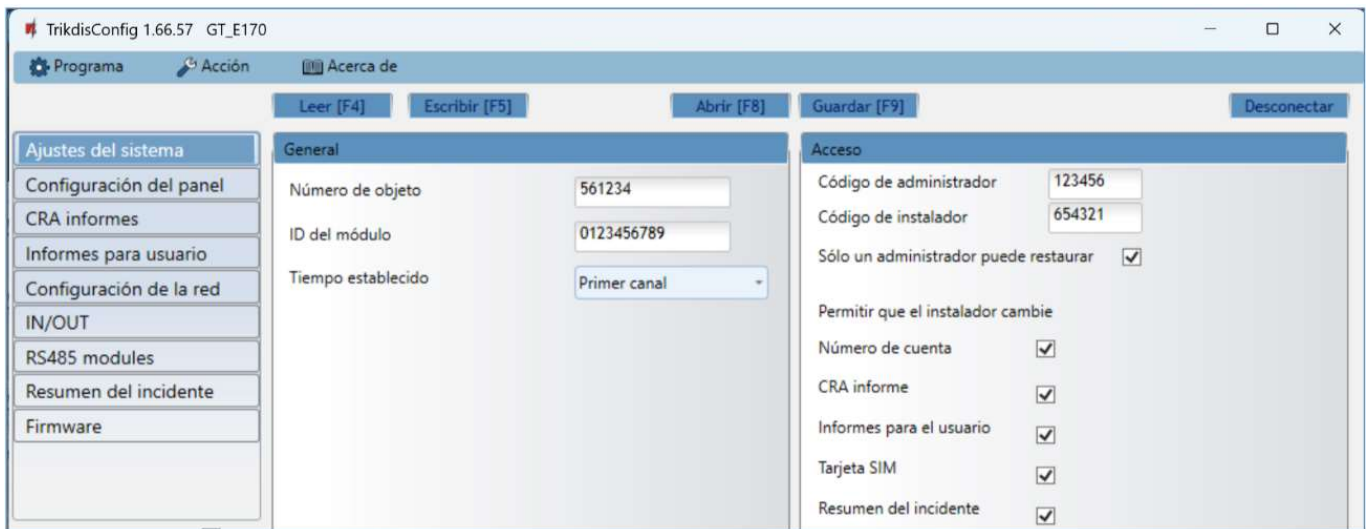 TrikdisConfig 1.66.57 GT_E170
Programa Acción Acerca de
Leer [F4] Escribir [F5] Abrir [F8] Guardar [F9] Desconectar
Ajustes del sistema
Configuración del panel
CRA informes
Informes para usuario
Configuración de la red
IN/OUT
RS485 modules
Resumen del incidente
Firmware
General
Número de objeto 561234
ID del módulo 0123456789
Tiempo establecido Primer canal
Acceso
Código de administrador 123456
Código de instalador 654321
Sólo un administrador puede restaurar
Permitir que el instalador cambie
Número de cuenta
CRA informe
Informes para el usuario
Tarjeta SIM
Resumen del incidente